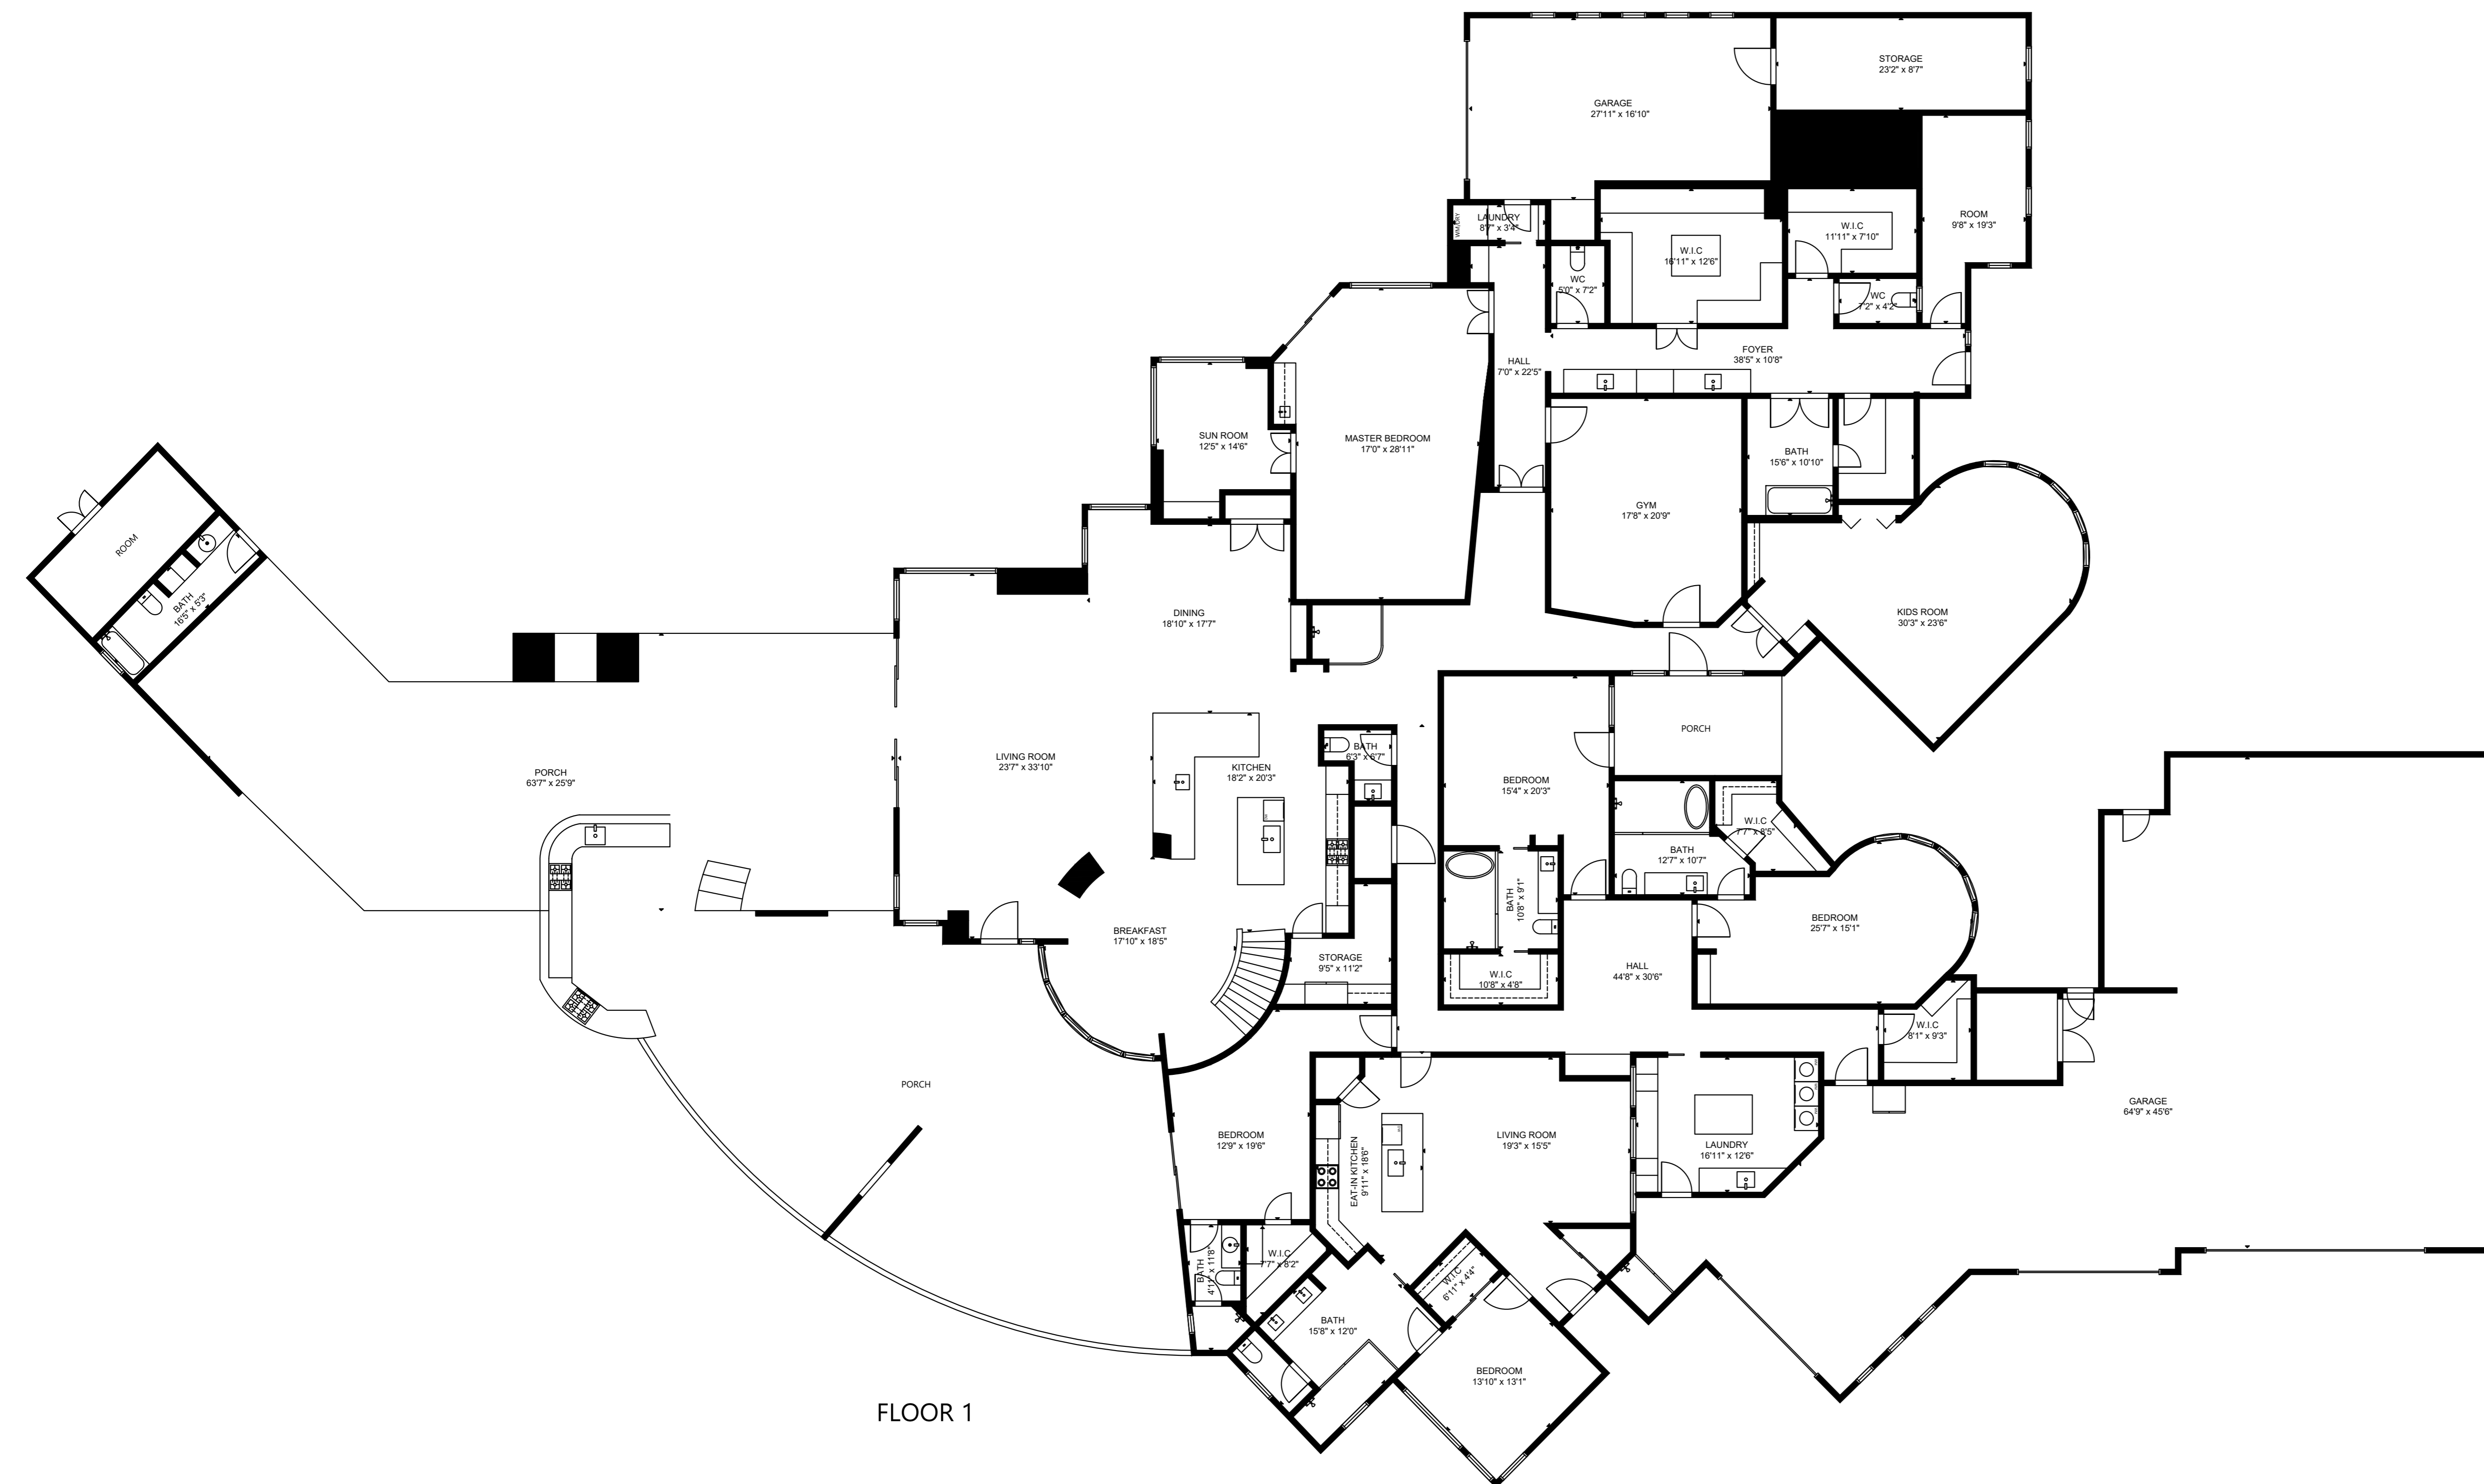 STORAGE
23'2" x 8'7"
GARAGE
27'11" x 16'10"
WM/DRY
LAUNDRY
8'7" x 3'4"
ROOM
9'8" x 19'3"
W.I.C
11'11" x 7'10"
W.I.C
16'11" x 12'6"
WC
5'0" x 7'2"
WC
7'2" x 4'2"
FOYER
38'5" x 10'8"
HALL
7'0" x 22'5"
SUN ROOM
12'5" x 14'6"
MASTER BEDROOM
17'0" x 28'11"
BATH
15'6" x 10'10"
GYM
17'8" x 20'9"
ROOM
BATH
16'5" x 5'3"
DINING
18'10" x 17'7"
KIDS ROOM
30'3" x 23'6"
PORCH
BATH
6'3" x 6'7"
LIVING ROOM
23'7" x 33'10"
KITCHEN
18'2" x 20'3"
PORCH
63'7" x 25'9"
BEDROOM
15'4" x 20'3"
W.I.C
7'7" x 8'5"
BATH
12'7" x 10'7"
BATH
10'8" x 9'1"
BREAKFAST
17'10" x 18'5"
BEDROOM
25'7" x 15'1"
STORAGE
9'5" x 11'2"
HALL
44'8" x 30'6"
W.I.C
10'8" x 4'8"
W.I.C
8'1" x 9'3"
PORCH
GARAGE
64'9" x 45'6"
BEDROOM
12'9" x 19'6"
EAT-IN KITCHEN
9'11" x 18'6"
LIVING ROOM
19'3" x 15'5"
LAUNDRY
16'11" x 12'6"
BATH
4'11" x 11'8"
W.I.C
7'7" x 8'2"
W.I.C
6'11" x 4'4"
BATH
15'8" x 12'0"
BEDROOM
13'10" x 13'1"
FLOOR 1